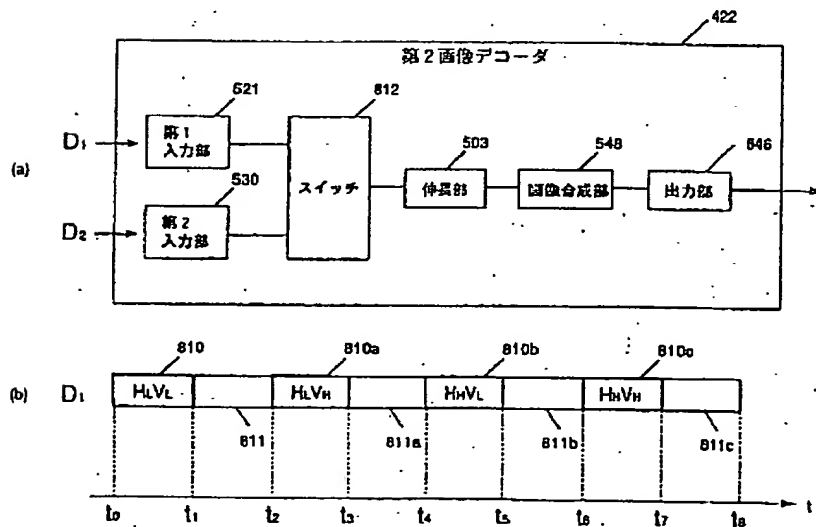 422
第2画像デコーダ
521
812
D₁
第1
入力部
503
548
546
(a)
530
スイッチ
伸長部
画像合成部
出力部
D₂
第2
入力部
810
810a
810b
810c
(b)
D₁
HLVL
HLVH
HHVL
HHVH
811
811a
811b
811c
t₀
t₁
t₂
t₃
t₄
t₅
t₆
t₇
t₈
t